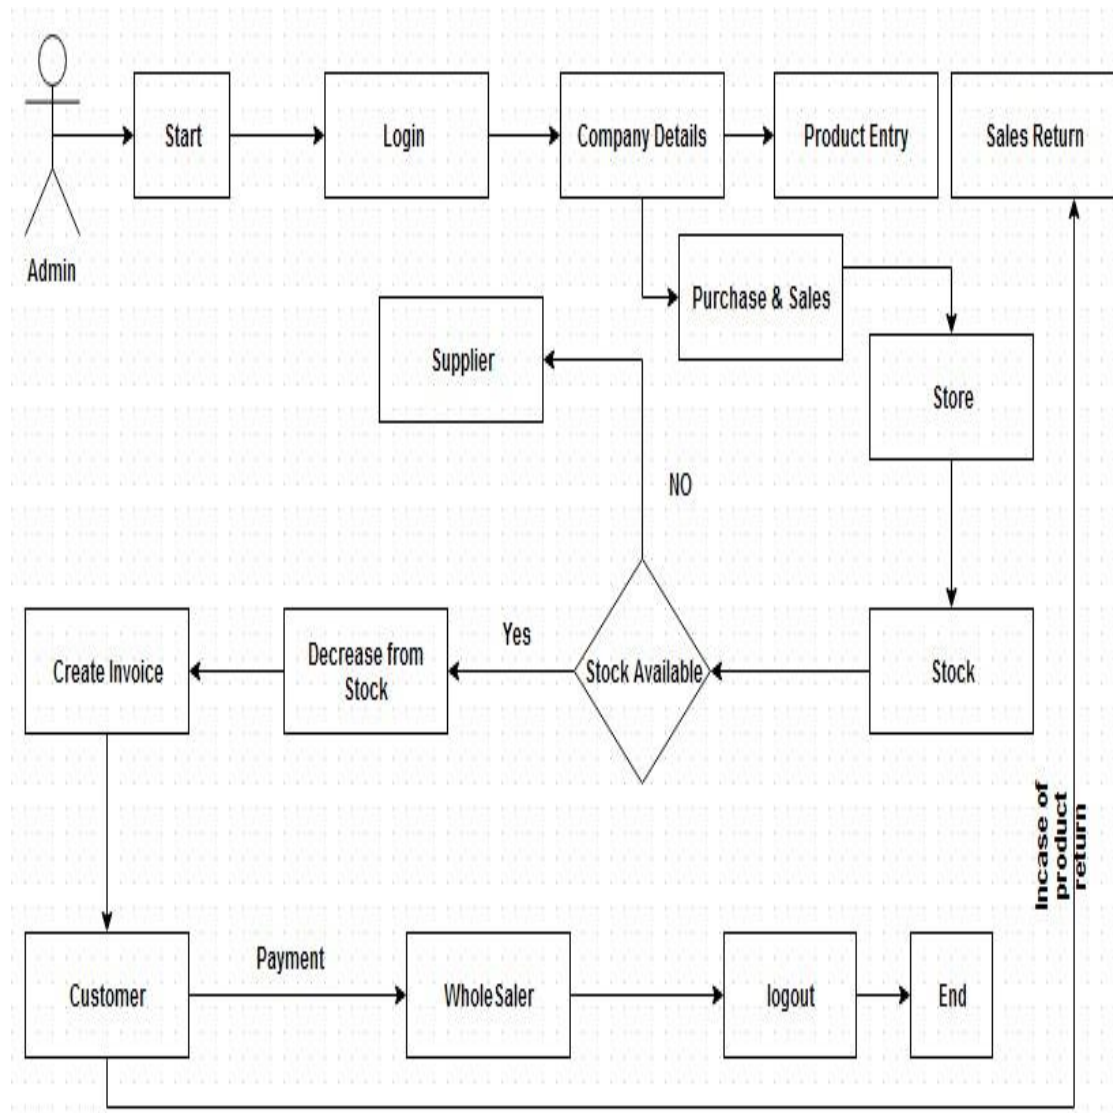 Start
Login
Company Details
Product Entry
Sales Return
Admin
Purchase & Sales
Supplier
Store
NO
Yes
Create Invoice
Decrease from
Stock
Stock Available
Stock
Incase of
product
return
Payment
Customer
WholeSaler
logout
End